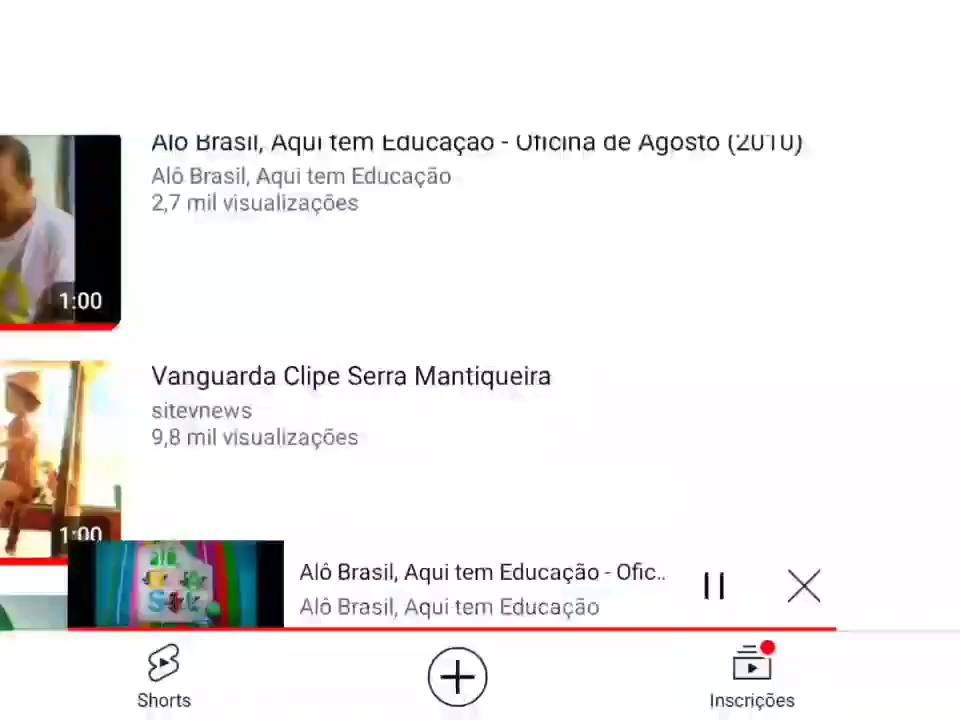 Alô Brasil, Aqui tem Educação - Oficina de Agosto (2010)
Alô Brasil, Aqui tem Educação
2,7 mil visualizações
1:00
Vanguarda Clipe Serra Mantiqueira
sitevnews
9,8 mil visualizações
1:00
Alô Brasil, Aqui tem Educação - Ofic..
Alô Brasil, Aqui tem Educação
Shorts
Inscrições